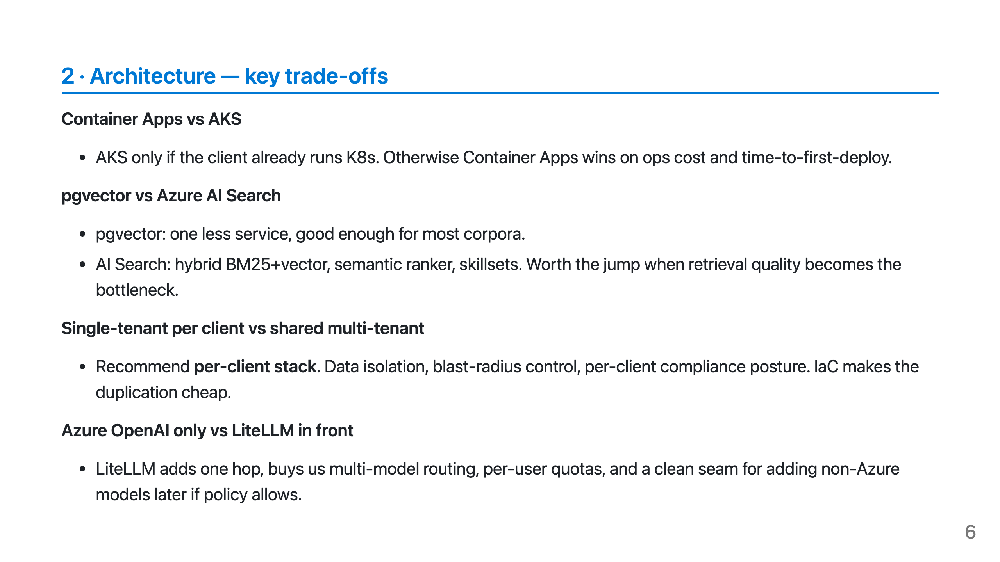 2 · Architecture — key trade-offs
Container Apps vs AKS
• AKS only if the client already runs K8s. Otherwise Container Apps wins on ops cost and time-to-first-deploy.
pgvector vs Azure AI Search
• pgvector: one less service, good enough for most corpora.
• AI Search: hybrid BM25+vector, semantic ranker, skillsets. Worth the jump when retrieval quality becomes the
bottleneck.
Single-tenant per client vs shared multi-tenant
• Recommend per-client stack. Data isolation, blast-radius control, per-client compliance posture. IaC makes the
duplication cheap.
Azure OpenAI only vs LiteLLM in front
• LiteLLM adds one hop, buys us multi-model routing, per-user quotas, and a clean seam for adding non-Azure
models later if policy allows.
6